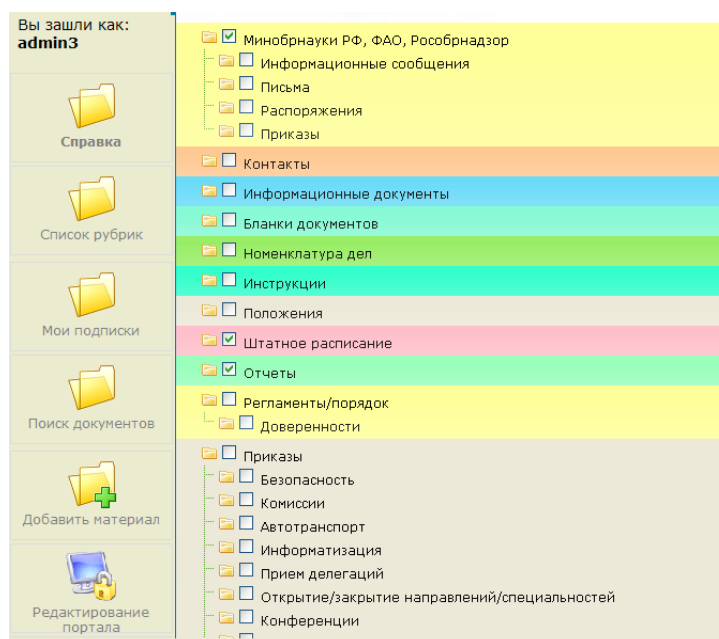 Вы зашли как:
admin3
Справка
Список рубрик
Мои подписки
Поиск документов
Добавить материал
Редактирование
портала
Минобрнауки РФ, ФАО, Рособрнадзор
Информационные сообщения
Письма
Распоряжения
Приказы
Контакты
Информационные документы
Бланки документов
Номенклатура дел
Инструкции
Положения
Штатное расписание
Отчеты
Регламенты/порядок
Доверенности
Приказы
Безопасность
Комиссии
Автотранспорт
Информатизация
Прием делегаций
Открытие/закрытие направлений/специальностей
Конференции